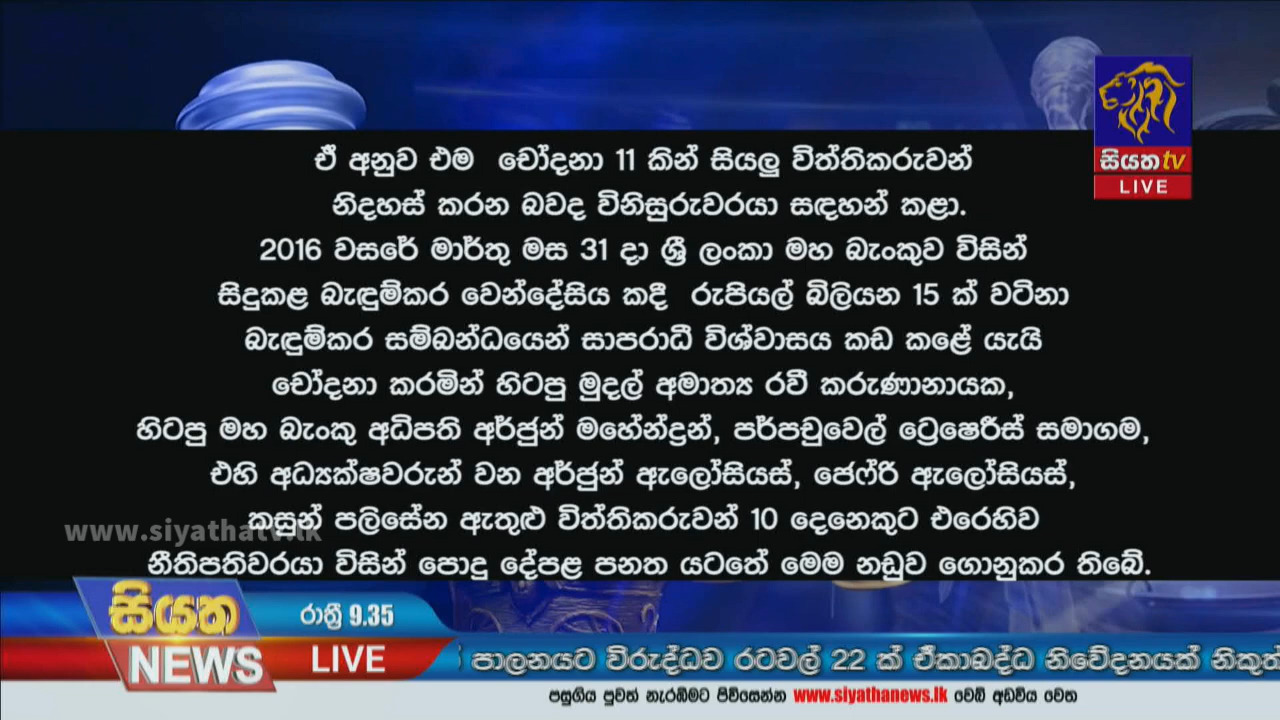 සියත tv
LIVE
ඒ අනුව එම චෝදනා 11 කින් සියලු විත්තිකරුවන්
නිදහස් කරන බවද විනිසුරුවරයා සඳහන් කළා.
2016 වසරේ මාර්තු මස 31 දා ශ්‍රී ලංකා මහ බැංකුව විසින්
සිදුකළ බැඳුම්කර වෙන්දේසිය කදී රුපියල් බිලියන 15 ක් වටිනා
බැඳුම්කර සම්බන්ධයෙන් සාපරාධී විශ්වාසය කඩ කළේ යැයි
චෝදනා කරමින් හිටපු මුදල් අමාත්‍ය රවී කරුණානායක,
හිටපු මහ බැංකු අධිපති අර්ජුන් මහේන්ද්‍රන්, පර්පචුවෙල් ට්‍රෙෂෙරීස් සමාගම,
එහි අධ්‍යක්ෂවරුන් වන අර්ජුන් ඇලෝසියස්, ජෙෆ්රි ඇලෝසියස්,
කසුන් පලිසේන ඇතුළු විත්තිකරුවන් 10 දෙනෙකුට එරෙහිව
www.siyathatv.lk
නීතිපතිවරයා විසින් පොදු දේපළ පනත යටතේ මෙම නඩුව ගොනුකර තිබේ.
සියත
රාත්‍රී 9.35
NEWS
LIVE
පාලනයට විරුද්ධව රටවල් 22 ක් ඒකාබද්ධ නිවේදනයක් නිකුත්
පසුගිය පුවත් නැරඹීමට පිවිසෙන්න www.siyathanews.lk වෙබ් අඩවිය වෙත